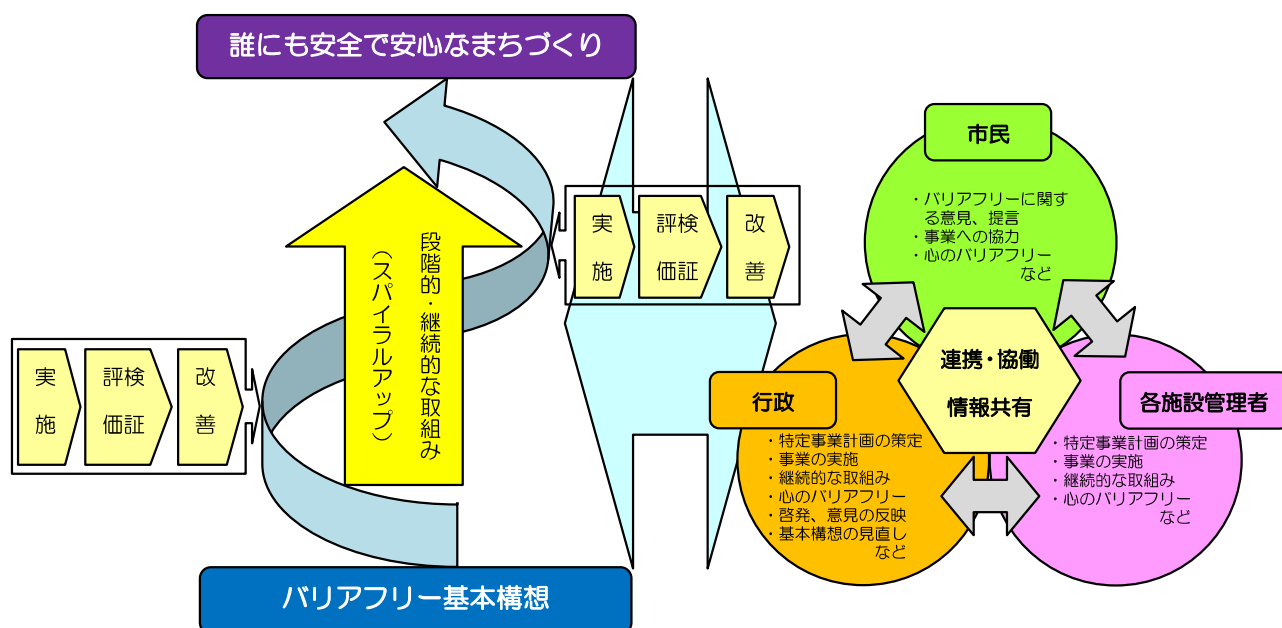 誰にも安全で安心なまちづくり
段階的・継続的な取組み
（スパイラルアップ）
実施
検証
評価
改善
実施
検証
評価
改善
バリアフリー基本構想
市民
・バリアフリーに関す
る意見、提言
・事業への協力
・心のバリアフリー
など
連携・協働
情報共有
行政
・特定事業計画の策定
・事業の実施
・継続的な取組み
・心のバリアフリー
・啓発、意見の反映
・基本構想の見直し
など
各施設管理者
・特定事業計画の策定
・事業の実施
・継続的な取組み
・心のバリアフリー
など